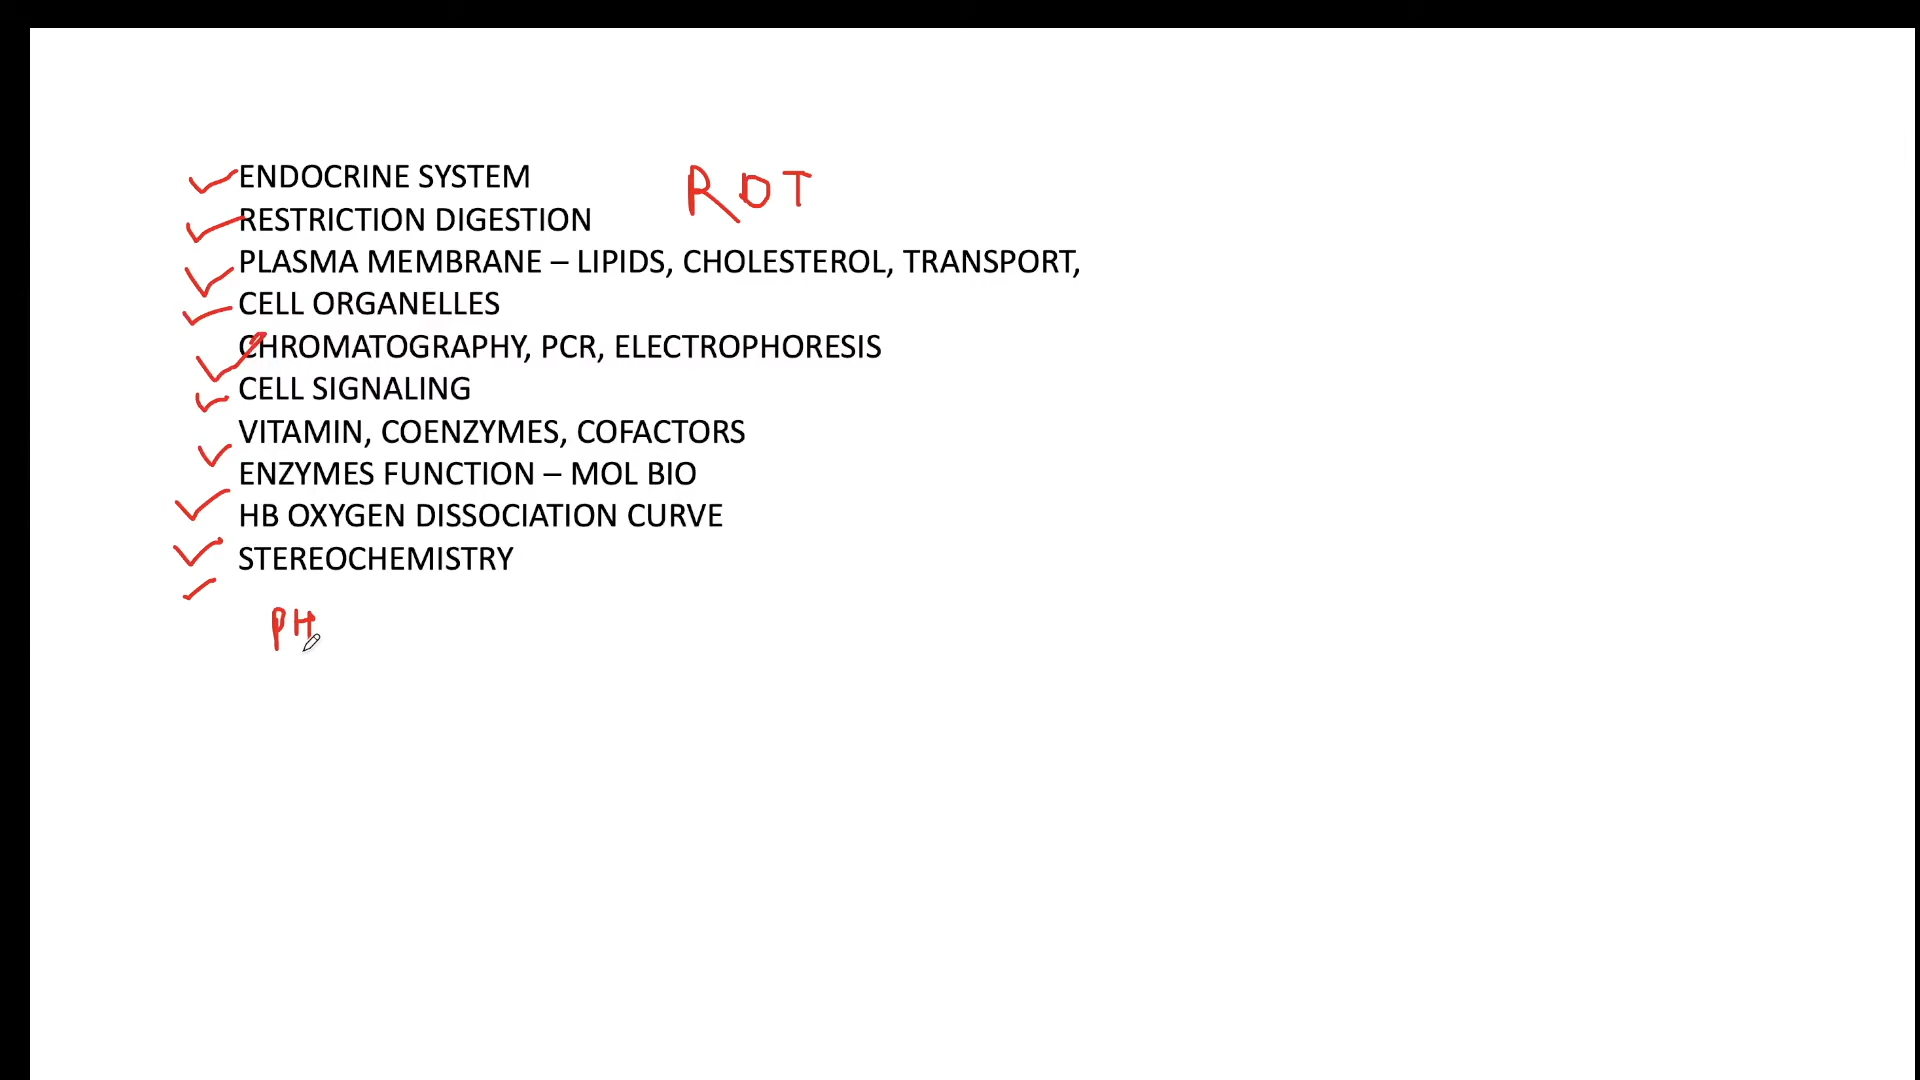 ENDOCRINE SYSTEM
RDT
RESTRICTION DIGESTION
PLASMA MEMBRANE – LIPIDS, CHOLESTEROL, TRANSPORT,
CELL ORGANELLES
CHROMATOGRAPHY, PCR, ELECTROPHORESIS
CELL SIGNALING
VITAMIN, COENZYMES, COFACTORS
ENZYMES FUNCTION – MOL BIO
HB OXYGEN DISSOCIATION CURVE
STEREOCHEMISTRY
PH